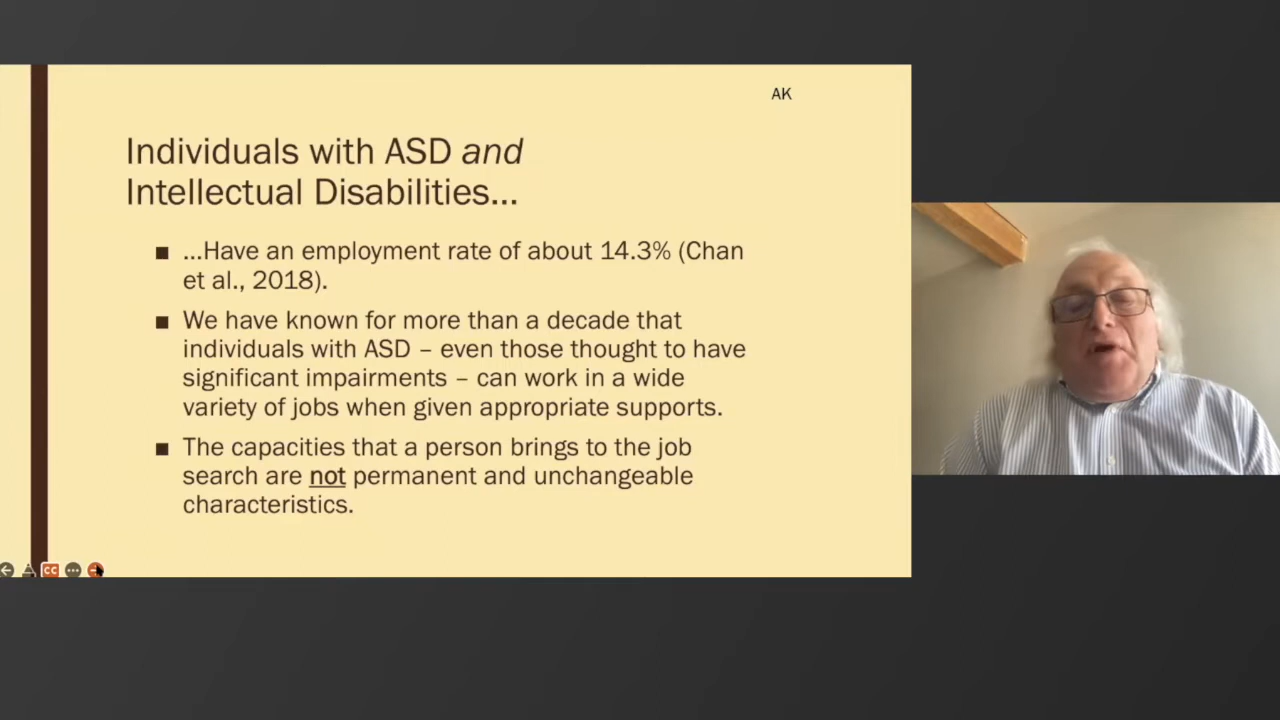 AK
Individuals with ASD and
Intellectual Disabilities...
■ ...Have an employment rate of about 14.3% (Chan
et al., 2018).
■ We have known for more than a decade that
individuals with ASD – even those thought to have
significant impairments – can work in a wide
variety of jobs when given appropriate supports.
■ The capacities that a person brings to the job
search are not permanent and unchangeable
characteristics.
CC